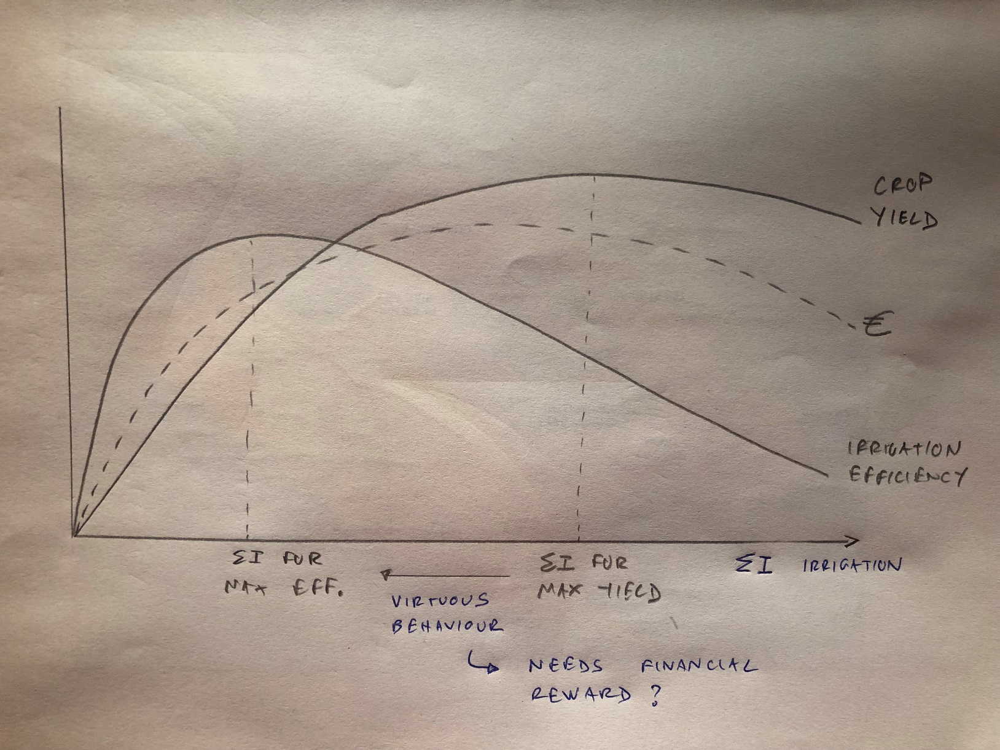 CROP
YIELD
€
IRRIGATION
EFFICIENCY
ΣI FOR
MAX EFF.
ΣI FOR
MAX YIELD
ΣI IRRIGATION
VIRTUOUS
BEHAVIOUR
NEEDS FINANCIAL
REWARD ?